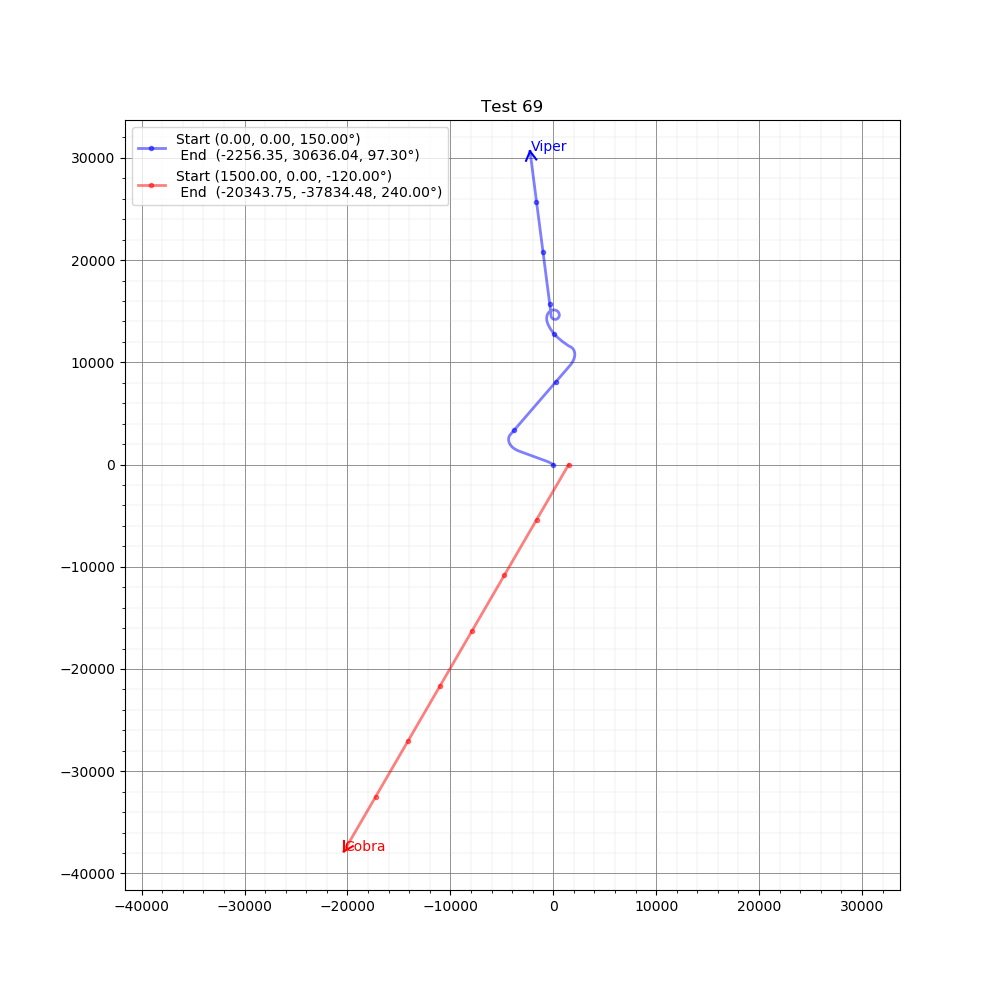 Test 69
Start (0.00, 0.00, 150.00°)
End  (-2256.35, 30636.04, 97.30°)
Start (1500.00, 0.00, -120.00°)
End  (-20343.75, -37834.48, 240.00°)
Viper
Cobra
30000
20000
10000
0
−10000
−20000
−30000
−40000
−40000 −30000 −20000 −10000 0 10000 20000 30000